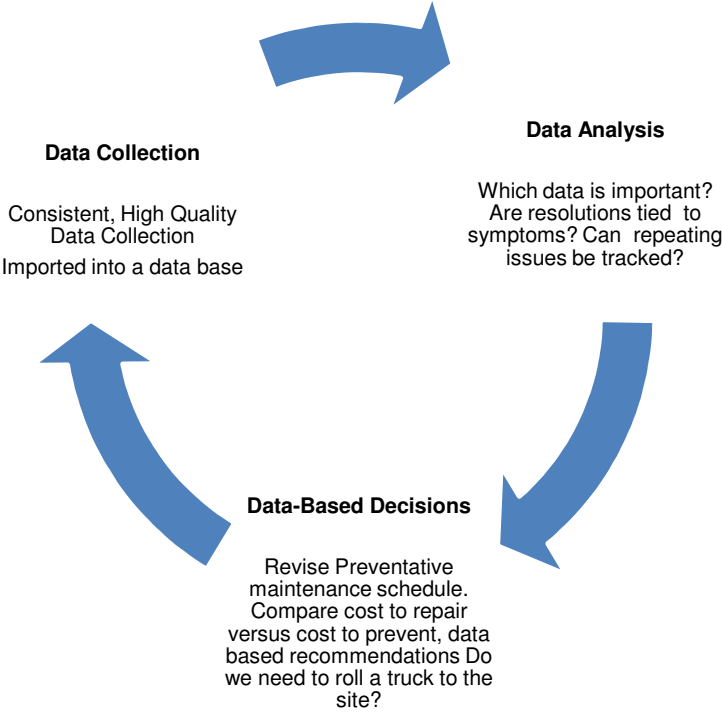 Data Collection
Consistent, High Quality
Data Collection
Imported into a data base
Data Analysis
Which data is important?
Are resolutions tied to
symptoms? Can repeating
issues be tracked?
Data-Based Decisions
Revise Preventative
maintenance schedule.
Compare cost to repair
versus cost to prevent, data
based recommendations Do
we need to roll a truck to the
site?